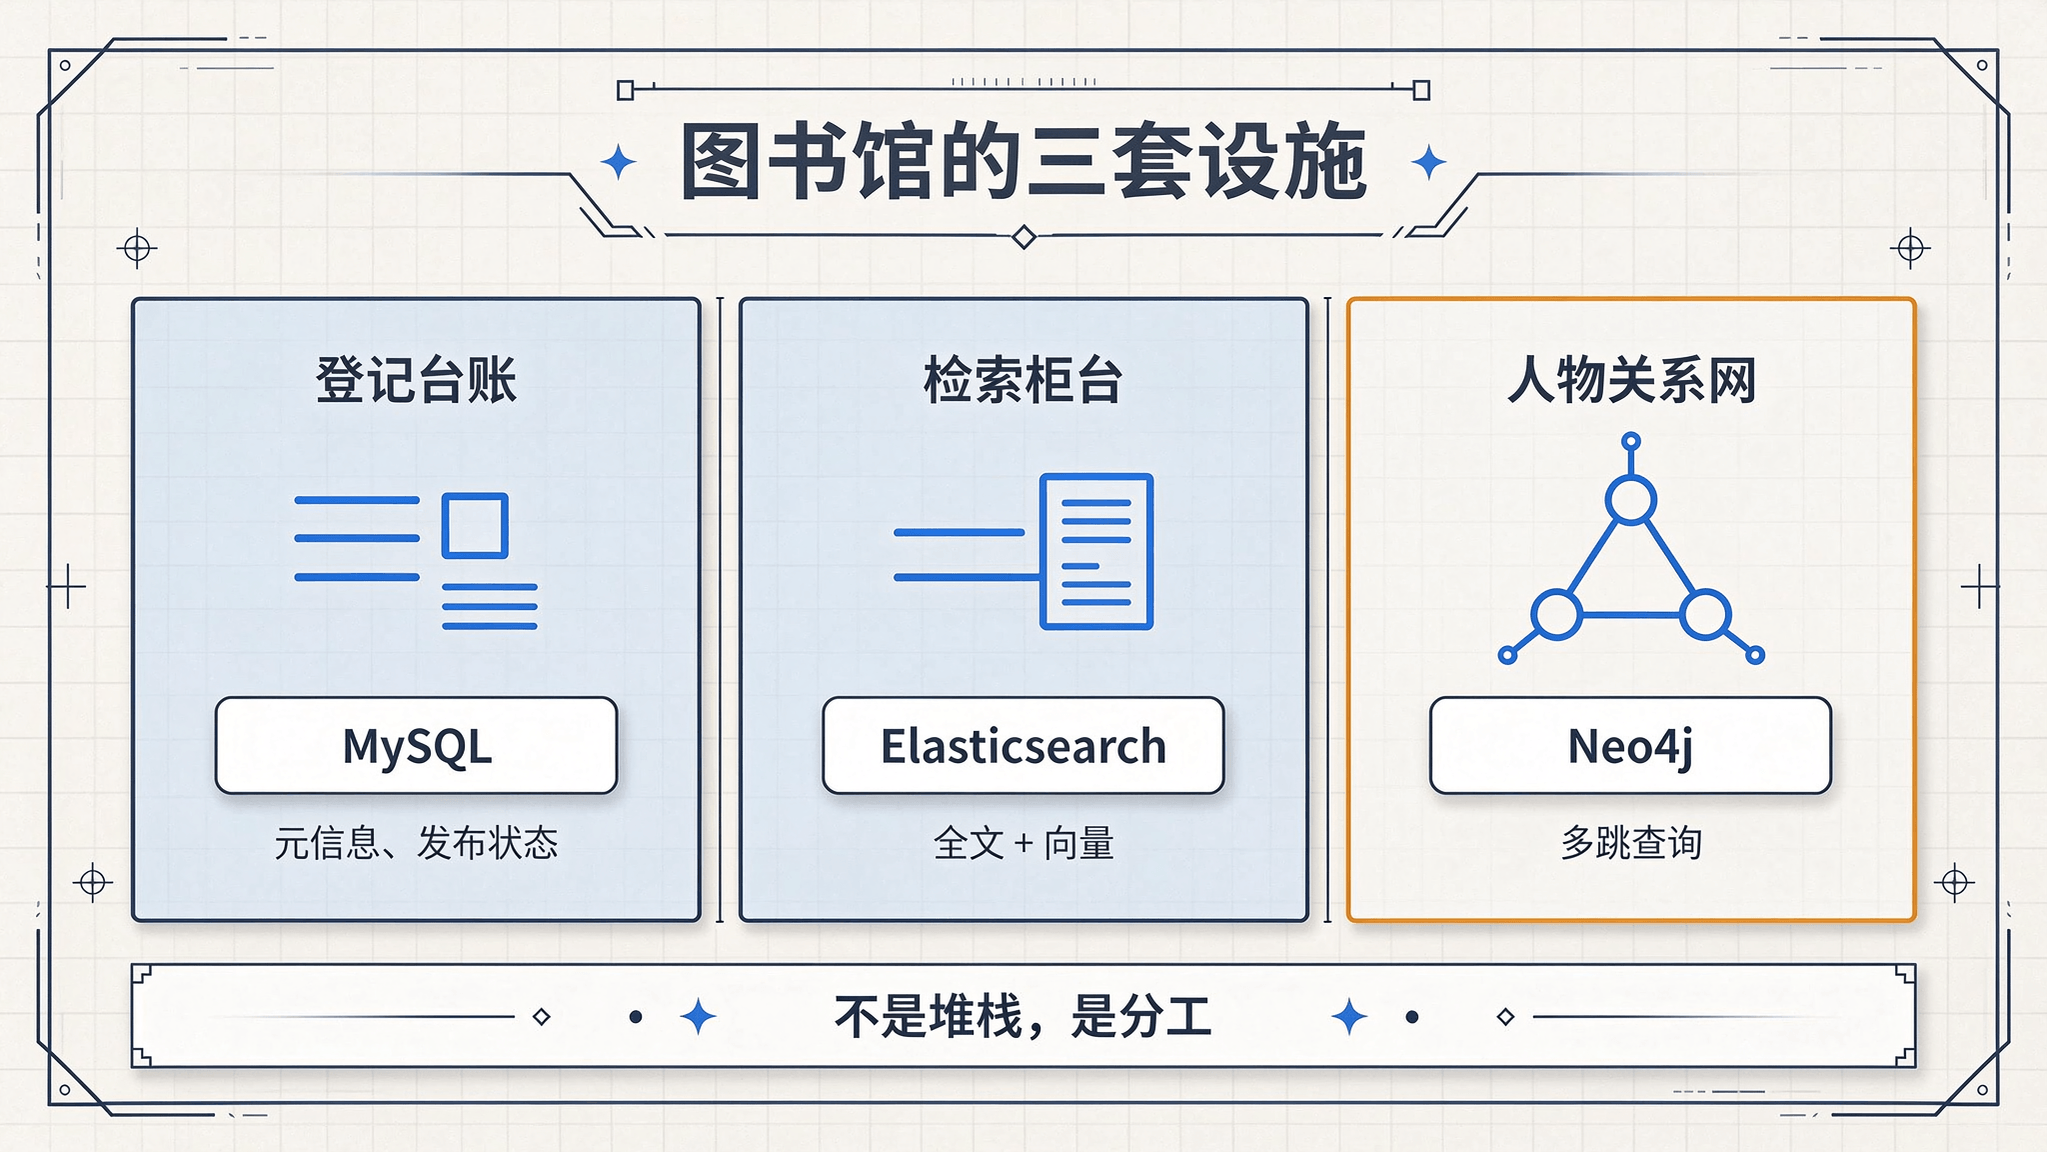 图书馆的三套设施
登记台账
MySQL
元信息、发布状态
检索柜台
Elasticsearch
全文 + 向量
人物关系网
Neo4j
多跳查询
不是堆栈，是分工